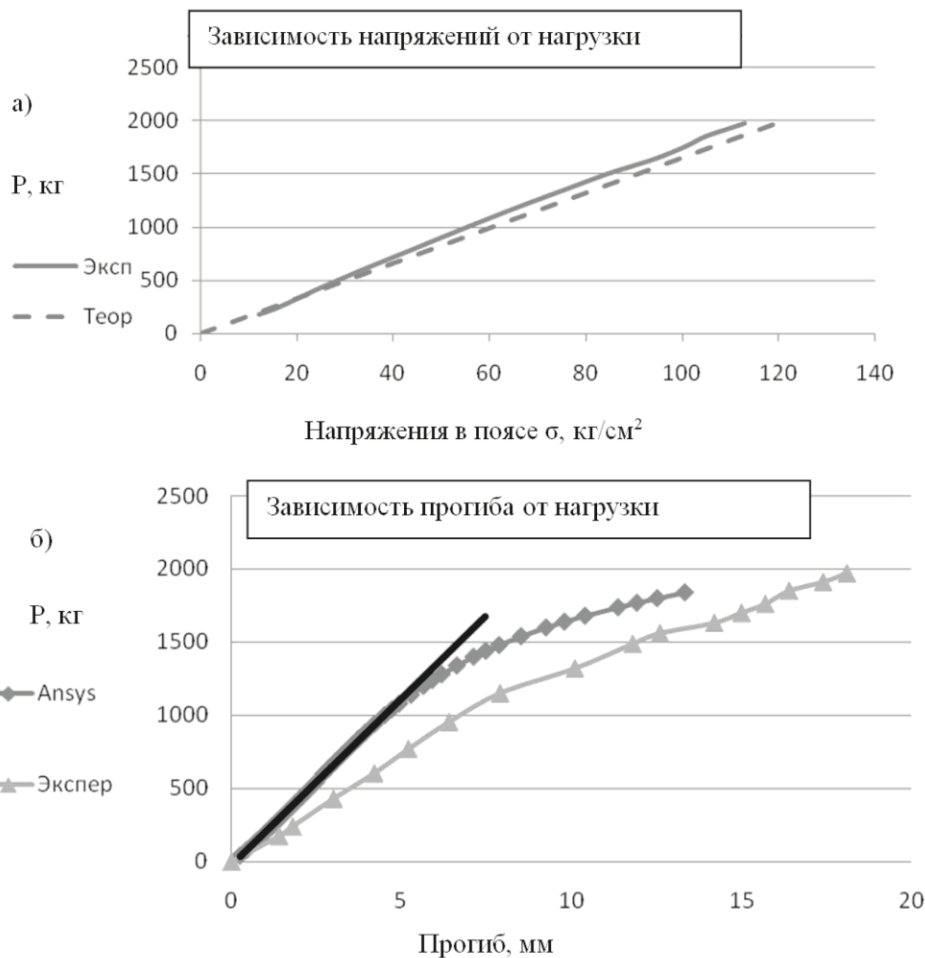 Зависимость напряжений от нагрузки
а)
P, кг
2500
2000
1500
1000
500
0
Эксп
Теор
0 20 40 60 80 100 120 140
Напряжения в поясе σ, кг/см²
Зависимость прогиба от нагрузки
б)
P, кг
2500
2000
1500
1000
500
0
Ansys
Экспер
0 5 10 15 20
Прогиб, мм